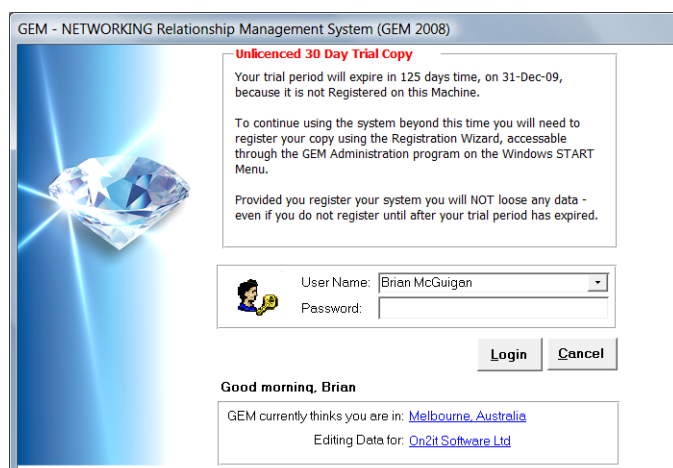 GEM - NETWORKING Relationship Management System (GEM 2008)
Unlicenced 30 Day Trial Copy
Your trial period will expire in 125 days time, on 31-Dec-09,
because it is not Registered on this Machine.
To continue using the system beyond this time you will need to
register your copy using the Registration Wizard, accessable
through the GEM Administration program on the Windows START
Menu.
Provided you register your system you will NOT loose any data -
even if you do not register until after your trial period has expired.
User Name: Brian McGuigan
Password:
Login Cancel
Good morning, Brian
GEM currently thinks you are in: Melbourne, Australia
Editing Data for: On2it Software Ltd